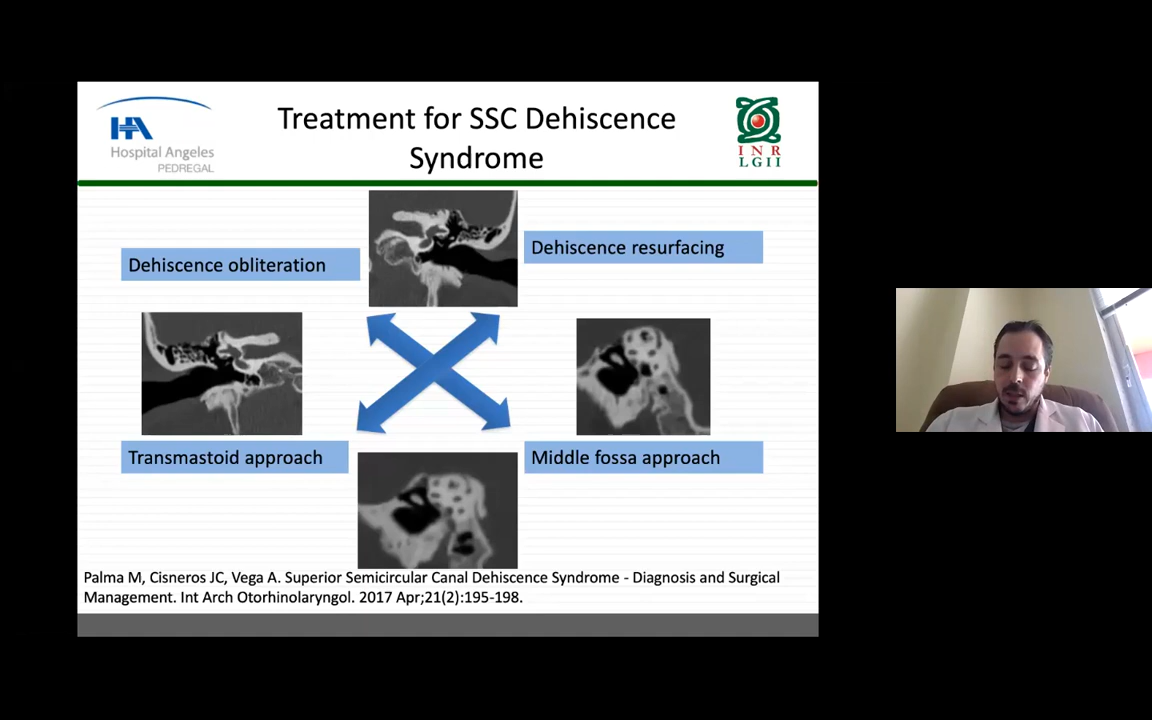 HA
Hospital Angeles
PEDREGAL
Treatment for SSC Dehiscence
Syndrome
INR
LGII
Dehiscence obliteration
Dehiscence resurfacing
Transmastoid approach
Middle fossa approach
Palma M, Cisneros JC, Vega A. Superior Semicircular Canal Dehiscence Syndrome - Diagnosis and Surgical
Management. Int Arch Otorhinolaryngol. 2017 Apr;21(2):195-198.